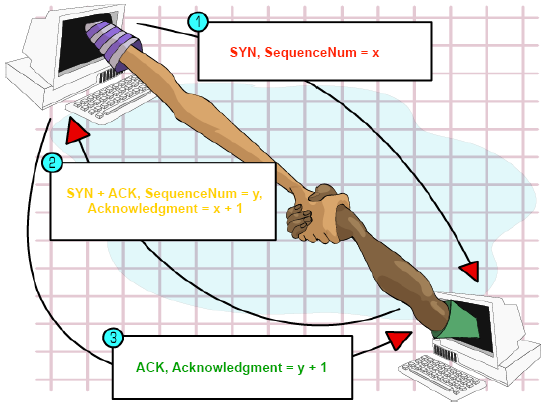 1
SYN, SequenceNum = x
2
SYN + ACK, SequenceNum = y,
Acknowledgment = x + 1
3
ACK, Acknowledgment = y + 1